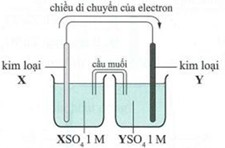 chiều di chuyển của electron
kim loại
X
cầu muối
kim loại
Y
XSO₄ 1 M
YSO₄ 1 M